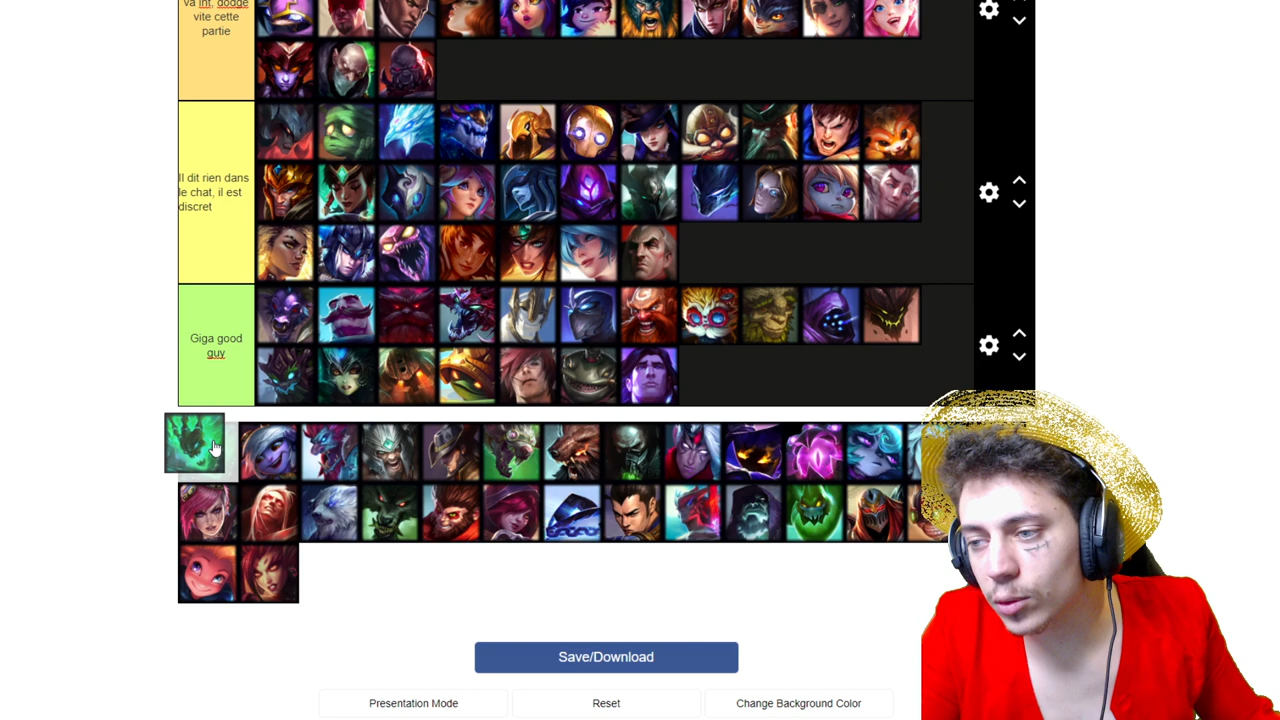 va int, dodge
vite cette
partie
Il dit rien dans
le chat, il est
discret
Giga good
guy
Save/Download
Presentation Mode
Reset
Change Background Color